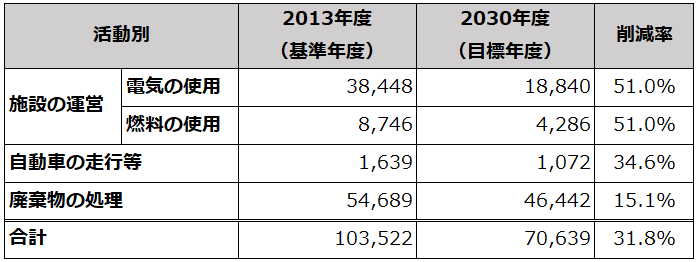 活動別 2013年度 2030年度 削減率
（基準年度） （目標年度）
施設の運営 電気の使用 38,448 18,840 51.0%
燃料の使用 8,746 4,286 51.0%
自動車の走行等 1,639 1,072 34.6%
廃棄物の処理 54,689 46,442 15.1%
合計 103,522 70,639 31.8%